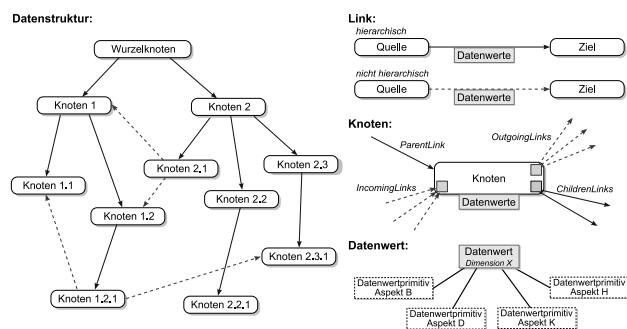 Datenstruktur:
Wurzelknoten
Knoten 1
Knoten 2
Knoten 2.1
Knoten 2.3
Knoten 1.1
Knoten 2.2
Knoten 1.2
Knoten 2.3.1
Knoten 1.2.1
Knoten 2.2.1
Link:
hierarchisch
Quelle
Datenwerte
Ziel
nicht hierarchisch
Quelle
Datenwerte
Ziel
Knoten:
ParentLink
OutgoingLinks
Knoten
IncomingLinks
ChildrenLinks
Datenwerte
Datenwert:
Datenwert
Dimension X
Datenwertprimitiv
Aspekt B
Datenwertprimitiv
Aspekt H
Datenwertprimitiv
Aspekt D
Datenwertprimitiv
Aspekt K